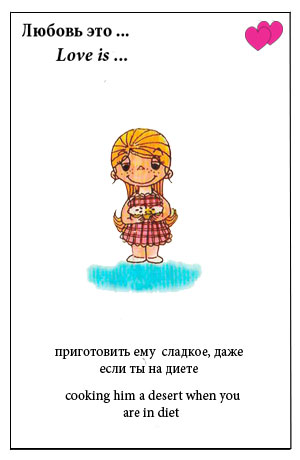 Любовь это ...
Love is ...
приготовить ему сладкое, даже
если ты на диете
cooking him a desert when you
are in diet